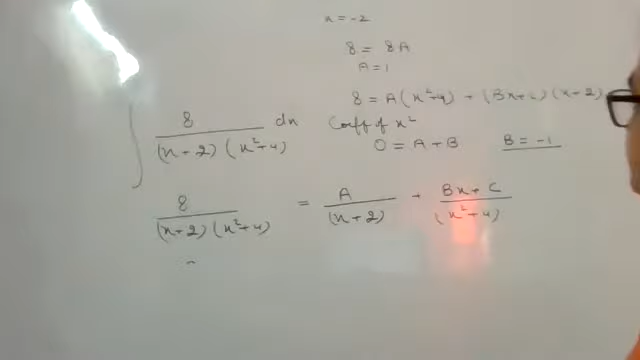 x = -2
8 = 8A
A = 1
8 = A(x²+4) + (Bx+C)(x+2)
∫ 8 / (x+2)(x²+4) dx
Coeff of x²
0 = A + B B = -1
8 / (x+2)(x²+4) = A / (x+2) + Bx+C / (x²+4)